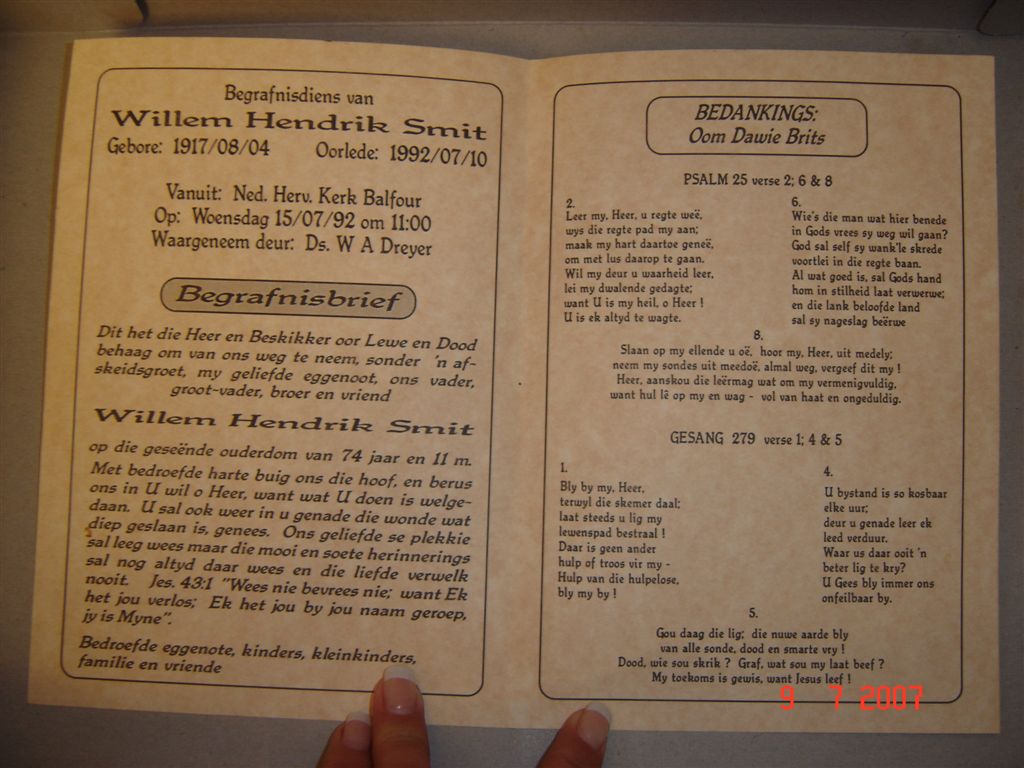 Begrafnisdiens van
Willem Hendrik Smit
Gebore: 1917/08/04 Oorlede: 1992/07/10
Vanuit: Ned. Herv. Kerk Balfour
Op: Woensdag 15/07/92 om 11:00
Waargeneem deur: Ds. W A Dreyer
Begrafnisbrief
Dit het die Heer en Beskikker oor Lewe en Dood
behaag om van ons weg te neem, sonder 'n af-
skeidsgroet, my geliefde eggenoot, ons vader,
groot-vader, broer en vriend
Willem Hendrik Smit
op die geseënde ouderdom van 74 jaar en 11 m.
Met bedroefde harte buig ons die hoof, en berus
ons in U wil o Heer, want wat U doen is welge-
daan. U sal ook weer in u genade die wonde wat
diep geslaan is, genees. Ons geliefde se plekkie
sal leeg wees maar die mooi en soete herinnerings
sal nog altyd daar wees en die liefde verwelk
nooit. Jes. 43:1 "Wees nie bevrees nie; want Ek
het jou verlos; Ek het jou by jou naam geroep,
jy is Myne".
Bedroefde eggenote, kinders, kleinkinders,
familie en vriende
BEDANKINGS:
Oom Dawie Brits
PSALM 25 verse 2; 6 & 8
2.
Leer my, Heer, u regte weë,
wys die regte pad my aan;
maak my hart daartoe geneë,
om met lus daarop te gaan.
Wil my deur u waarheid leer,
lei my dwalende gedagte;
want U is my heil, o Heer !
U is ek altyd te wagte.
6.
Wie's die man wat hier benede
in Gods vrees sy weg wil gaan?
God sal self sy wank'le skrede
voortlei in die regte baan.
Al wat goed is, sal Gods hand
hom in stilheid laat verwerwe;
en die lank beloofde land
sal sy nageslag beërwe
8.
Slaan op my ellende u oë, hoor my, Heer, uit medely;
neem my sondes uit meedoë, almal weg, vergeef dit my !
Heer, aanskou die leërmag wat om my vermenigvuldig,
want hul lê op my en wag - vol van haat en ongeduldig.
GESANG 279 verse 1; 4 & 5
1.
Bly by my, Heer,
terwyl die skemer daal;
laat steeds u lig my
lewenspad bestraal !
Daar is geen ander
hulp of troos vir my -
Hulp van die hulpelose,
bly my by !
4.
U bystand is so kosbaar
elke uur;
deur u genade leer ek
leed verduur.
Waar us daar ooit 'n
beter lig te kry?
U Gees bly immer ons
onfeilbaar by.
5.
Gou daag die lig; die nuwe aarde bly
van alle sonde, dood en smarte vry !
Dood, wie sou skrik ? Graf, wat sou my laat beef ?
My toekoms is gewis, want Jesus leef !
9 7 2007